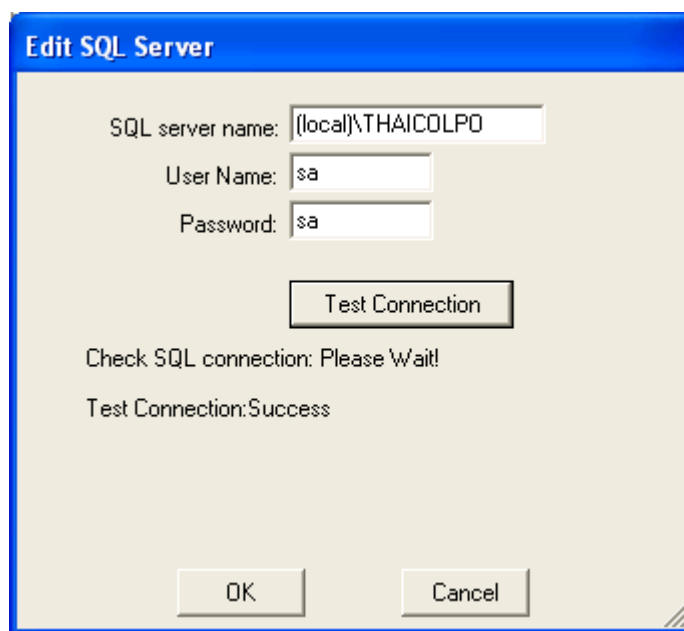 Edit SQL Server
SQL server name: (local)\THAICOLPO
User Name: sa
Password: sa
Test Connection
Check SQL connection: Please Wait!
Test Connection:Success
OK Cancel